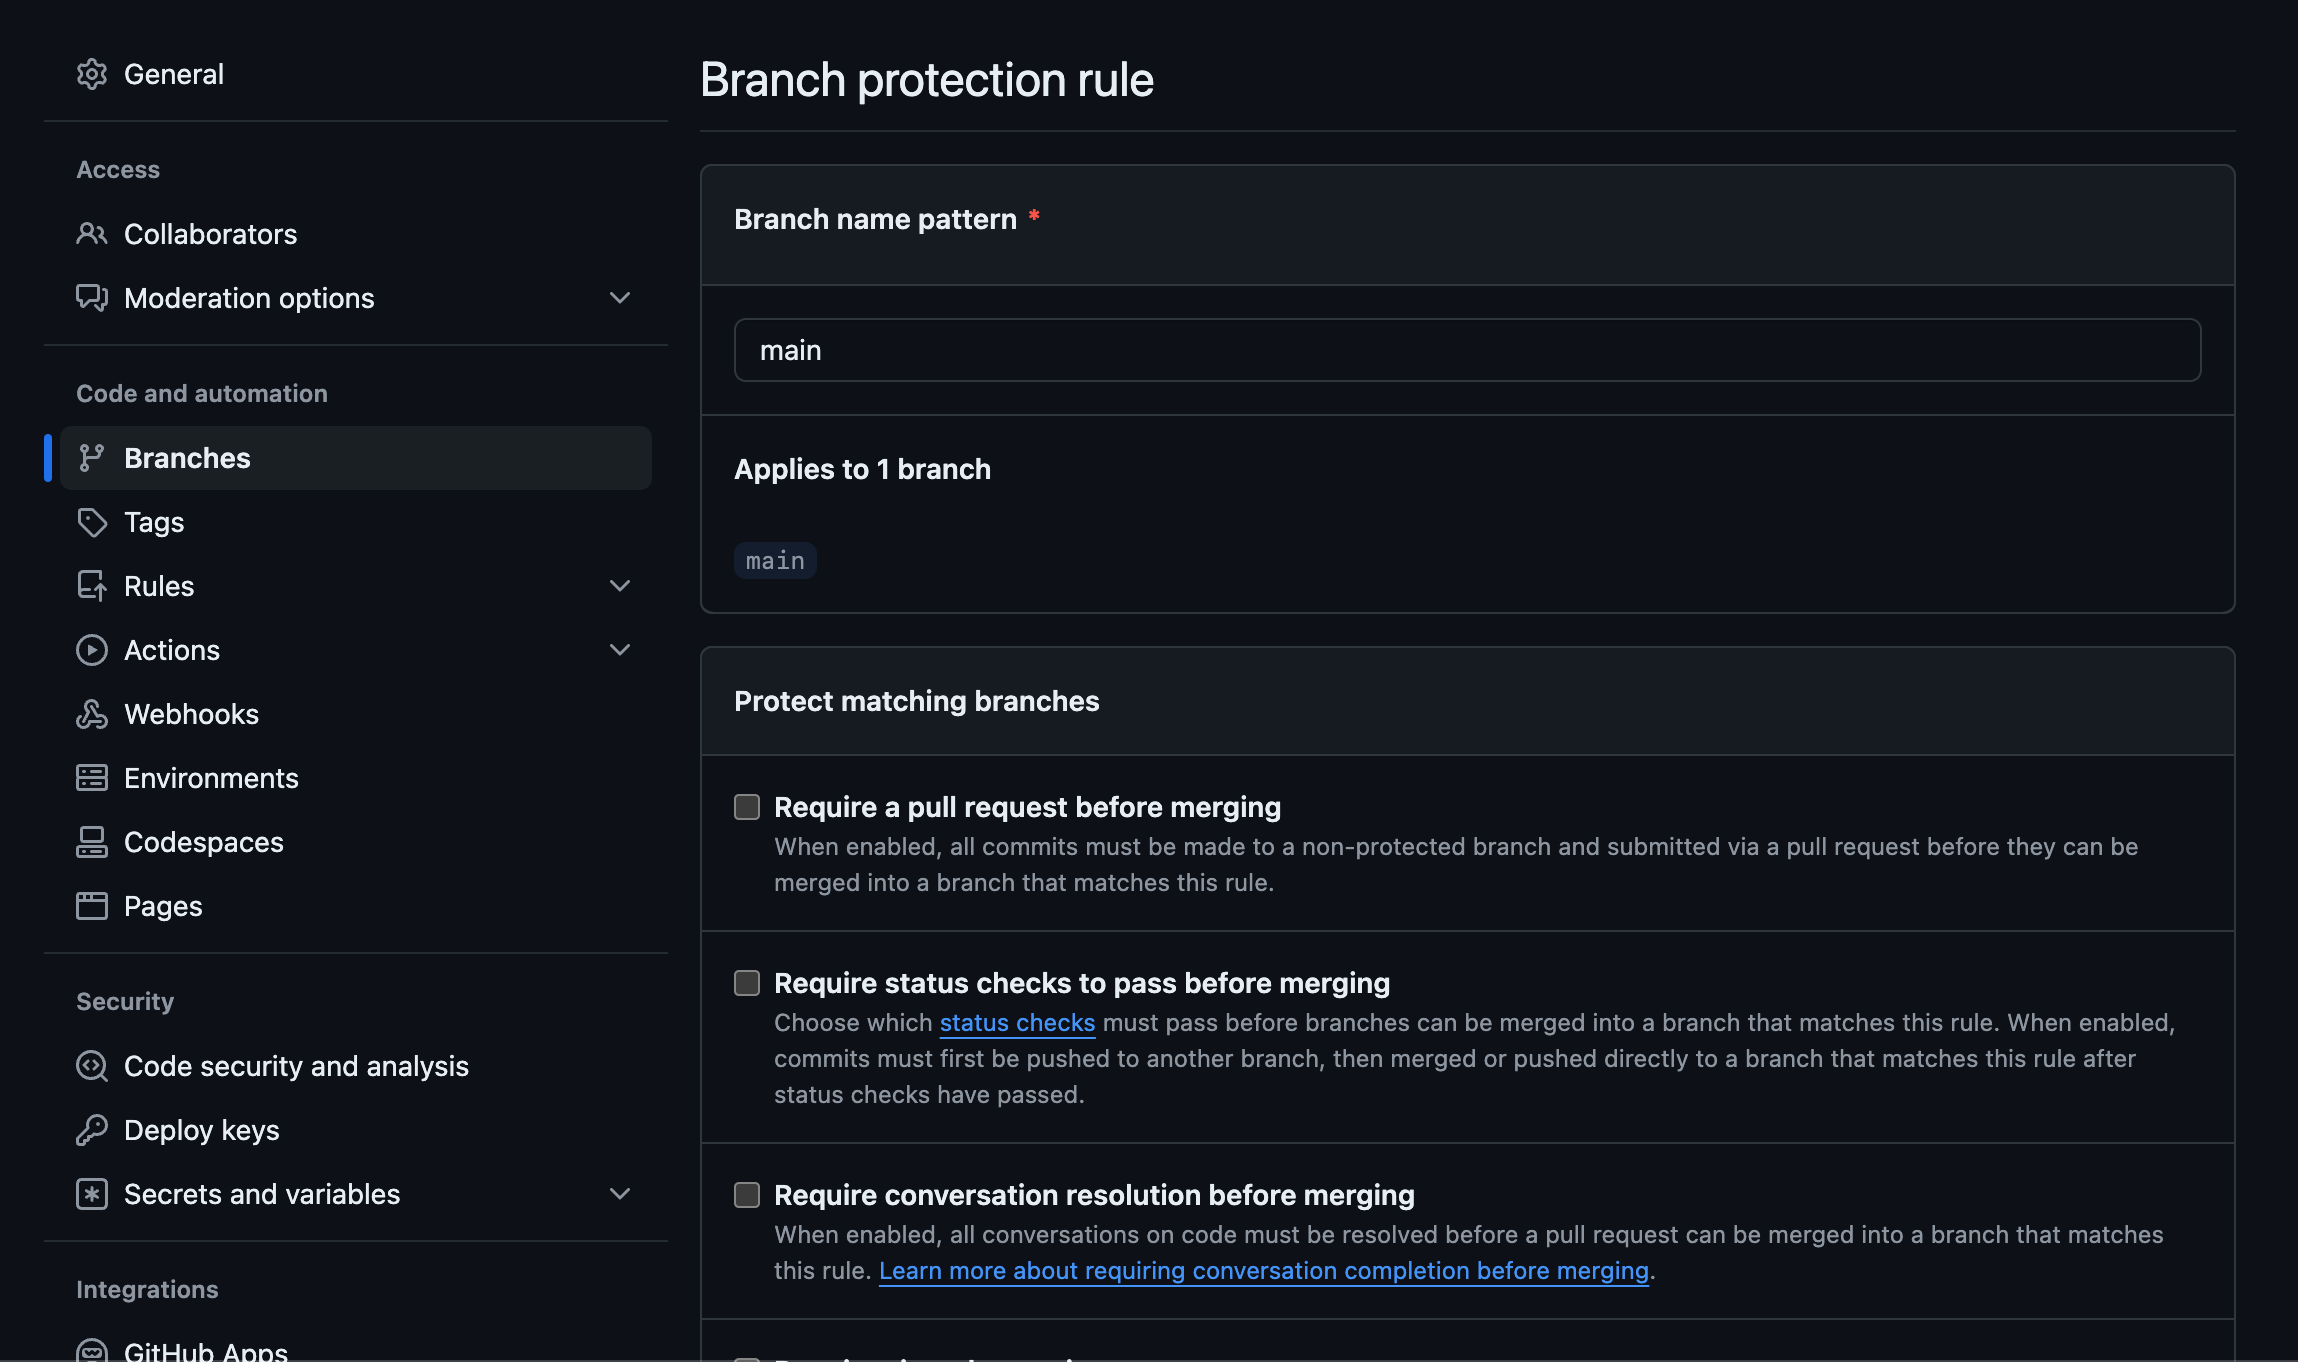 General
Access
Collaborators
Moderation options
Code and automation
Branches
Tags
Rules
Actions
Webhooks
Environments
Codespaces
Pages
Security
Code security and analysis
Deploy keys
Secrets and variables
Integrations
GitHub Apps
Branch protection rule
Branch name pattern *
main
Applies to 1 branch
main
Protect matching branches
Require a pull request before merging
When enabled, all commits must be made to a non-protected branch and submitted via a pull request before they can be
merged into a branch that matches this rule.
Require status checks to pass before merging
Choose which status checks must pass before branches can be merged into a branch that matches this rule. When enabled,
commits must first be pushed to another branch, then merged or pushed directly to a branch that matches this rule after
status checks have passed.
Require conversation resolution before merging
When enabled, all conversations on code must be resolved before a pull request can be merged into a branch that matches
this rule. Learn more about requiring conversation completion before merging.